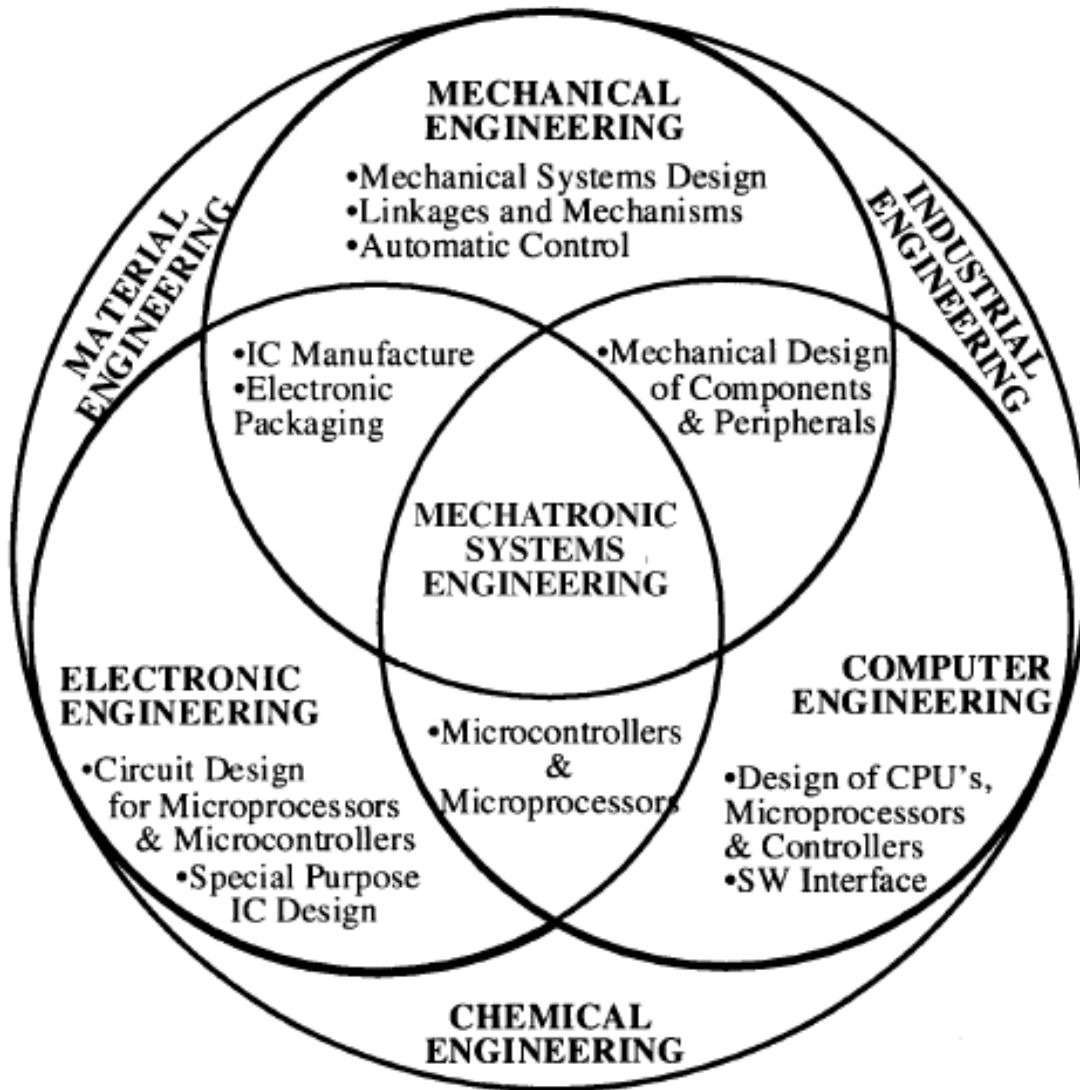 MECHANICAL
ENGINEERING
•Mechanical Systems Design
•Linkages and Mechanisms
•Automatic Control
MATERIAL
ENGINEERING
INDUSTRIAL
ENGINEERING
•IC Manufacture
•Electronic
Packaging
•Mechanical Design
of Components
& Peripherals
MECHATRONIC
SYSTEMS
ENGINEERING
ELECTRONIC
ENGINEERING
•Circuit Design
for Microprocessors
& Microcontrollers
•Special Purpose
IC Design
•Microcontrollers
&
Microprocessors
COMPUTER
ENGINEERING
•Design of CPU's,
Microprocessors
& Controllers
•SW Interface
CHEMICAL
ENGINEERING